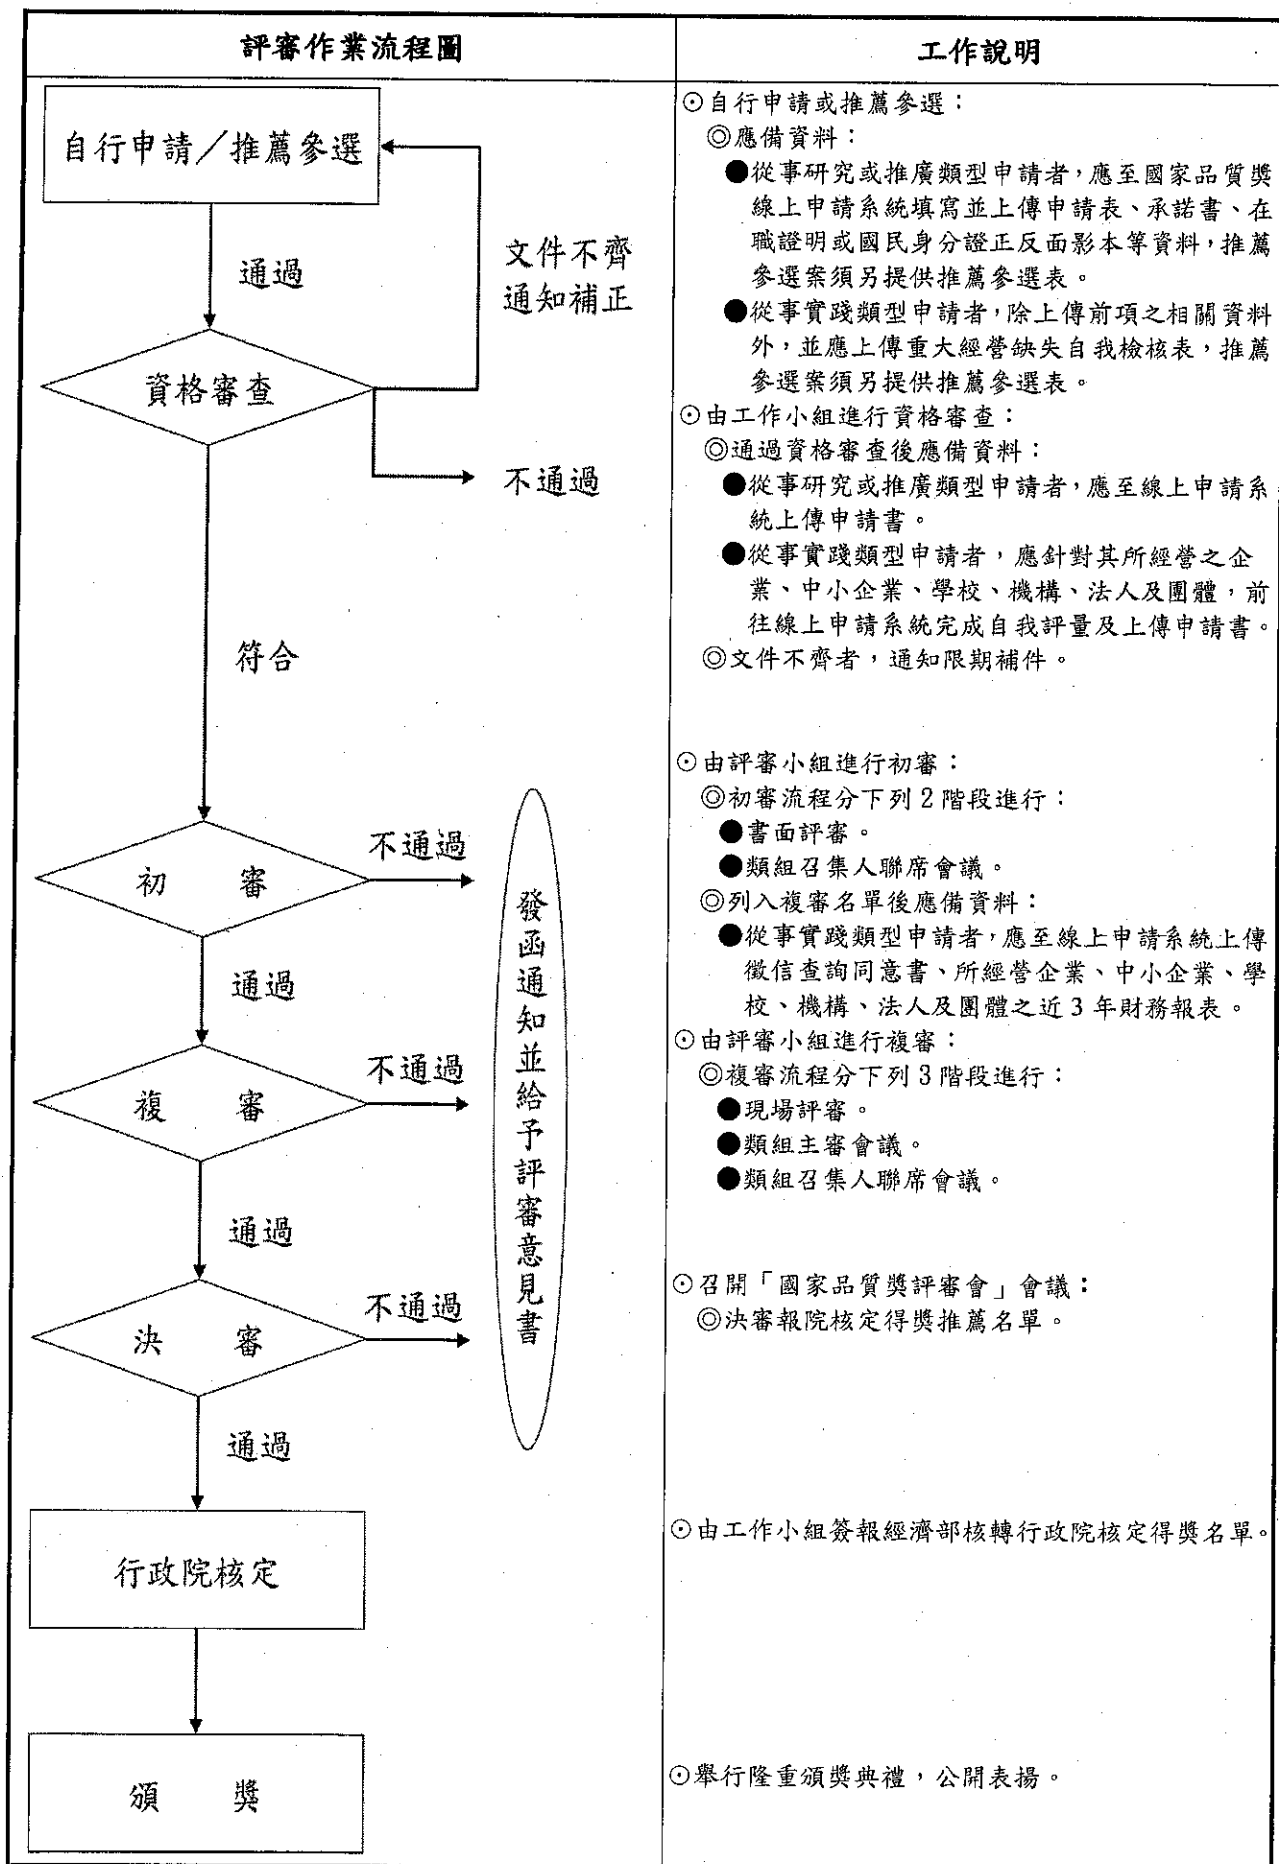 評審作業流程圖
工作說明
自行申請／推薦參選
通過
文件不齊
通知補正
資格審查
不通過
符合
初　審
不通過
通過
複　審
不通過
通過
決　審
不通過
通過
發函通知並給予評審意見書
行政院核定
頒　獎
⊙自行申請或推薦參選：
◎應備資料：
●從事研究或推廣類型申請者，應至國家品質獎
線上申請系統填寫並上傳申請表、承諾書、在
職證明或國民身分證正反面影本等資料，推薦
參選案須另提供推薦參選表。
●從事實踐類型申請者，除上傳前項之相關資料
外，並應上傳重大經營缺失自我檢核表，推薦
參選案須另提供推薦參選表。
⊙由工作小組進行資格審查：
◎通過資格審查後應備資料：
●從事研究或推廣類型申請者，應至線上申請系
統上傳申請書。
●從事實踐類型申請者，應針對其所經營之企
業、中小企業、學校、機構、法人及團體，前
往線上申請系統完成自我評量及上傳申請書。
◎文件不齊者，通知限期補件。
⊙由評審小組進行初審：
◎初審流程分下列2階段進行：
●書面評審。
●類組召集人聯席會議。
◎列入複審名單後應備資料：
●從事實踐類型申請者，應至線上申請系統上傳
徵信查詢同意書、所經營企業、中小企業、學
校、機構、法人及團體之近3年財務報表。
⊙由評審小組進行複審：
◎複審流程分下列3階段進行：
●現場評審。
●類組主審會議。
●類組召集人聯席會議。
⊙召開「國家品質獎評審會」會議：
◎決審報院核定得獎推薦名單。
⊙由工作小組簽報經濟部核轉行政院核定得獎名單。
⊙舉行隆重頒獎典禮，公開表揚。